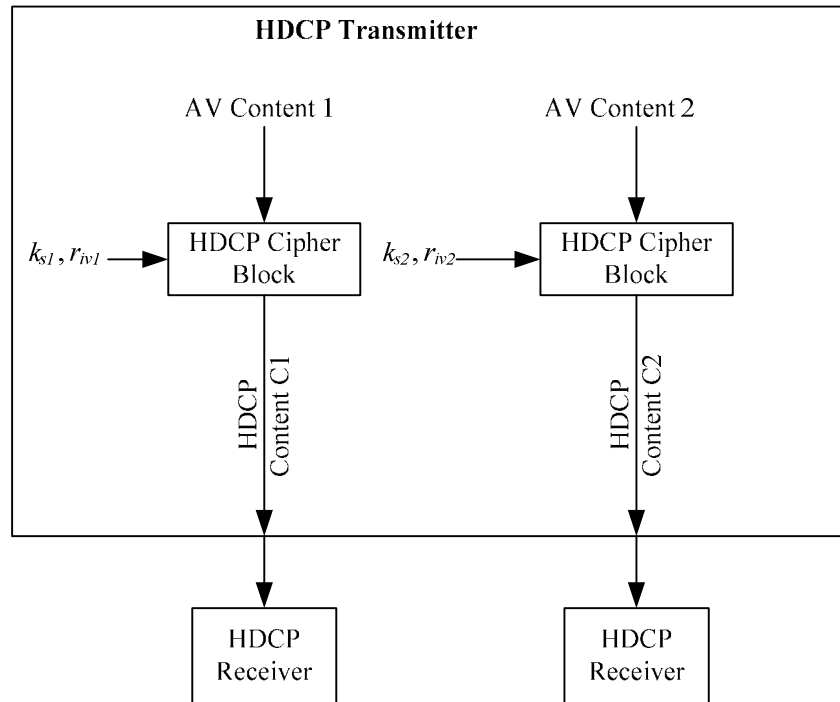 HDCP Transmitter
AV Content 1
AV Content 2
ks1, riv1
HDCP Cipher
Block
ks2, riv2
HDCP Cipher
Block
HDCP
Content C1
HDCP
Content C2
HDCP
Receiver
HDCP
Receiver